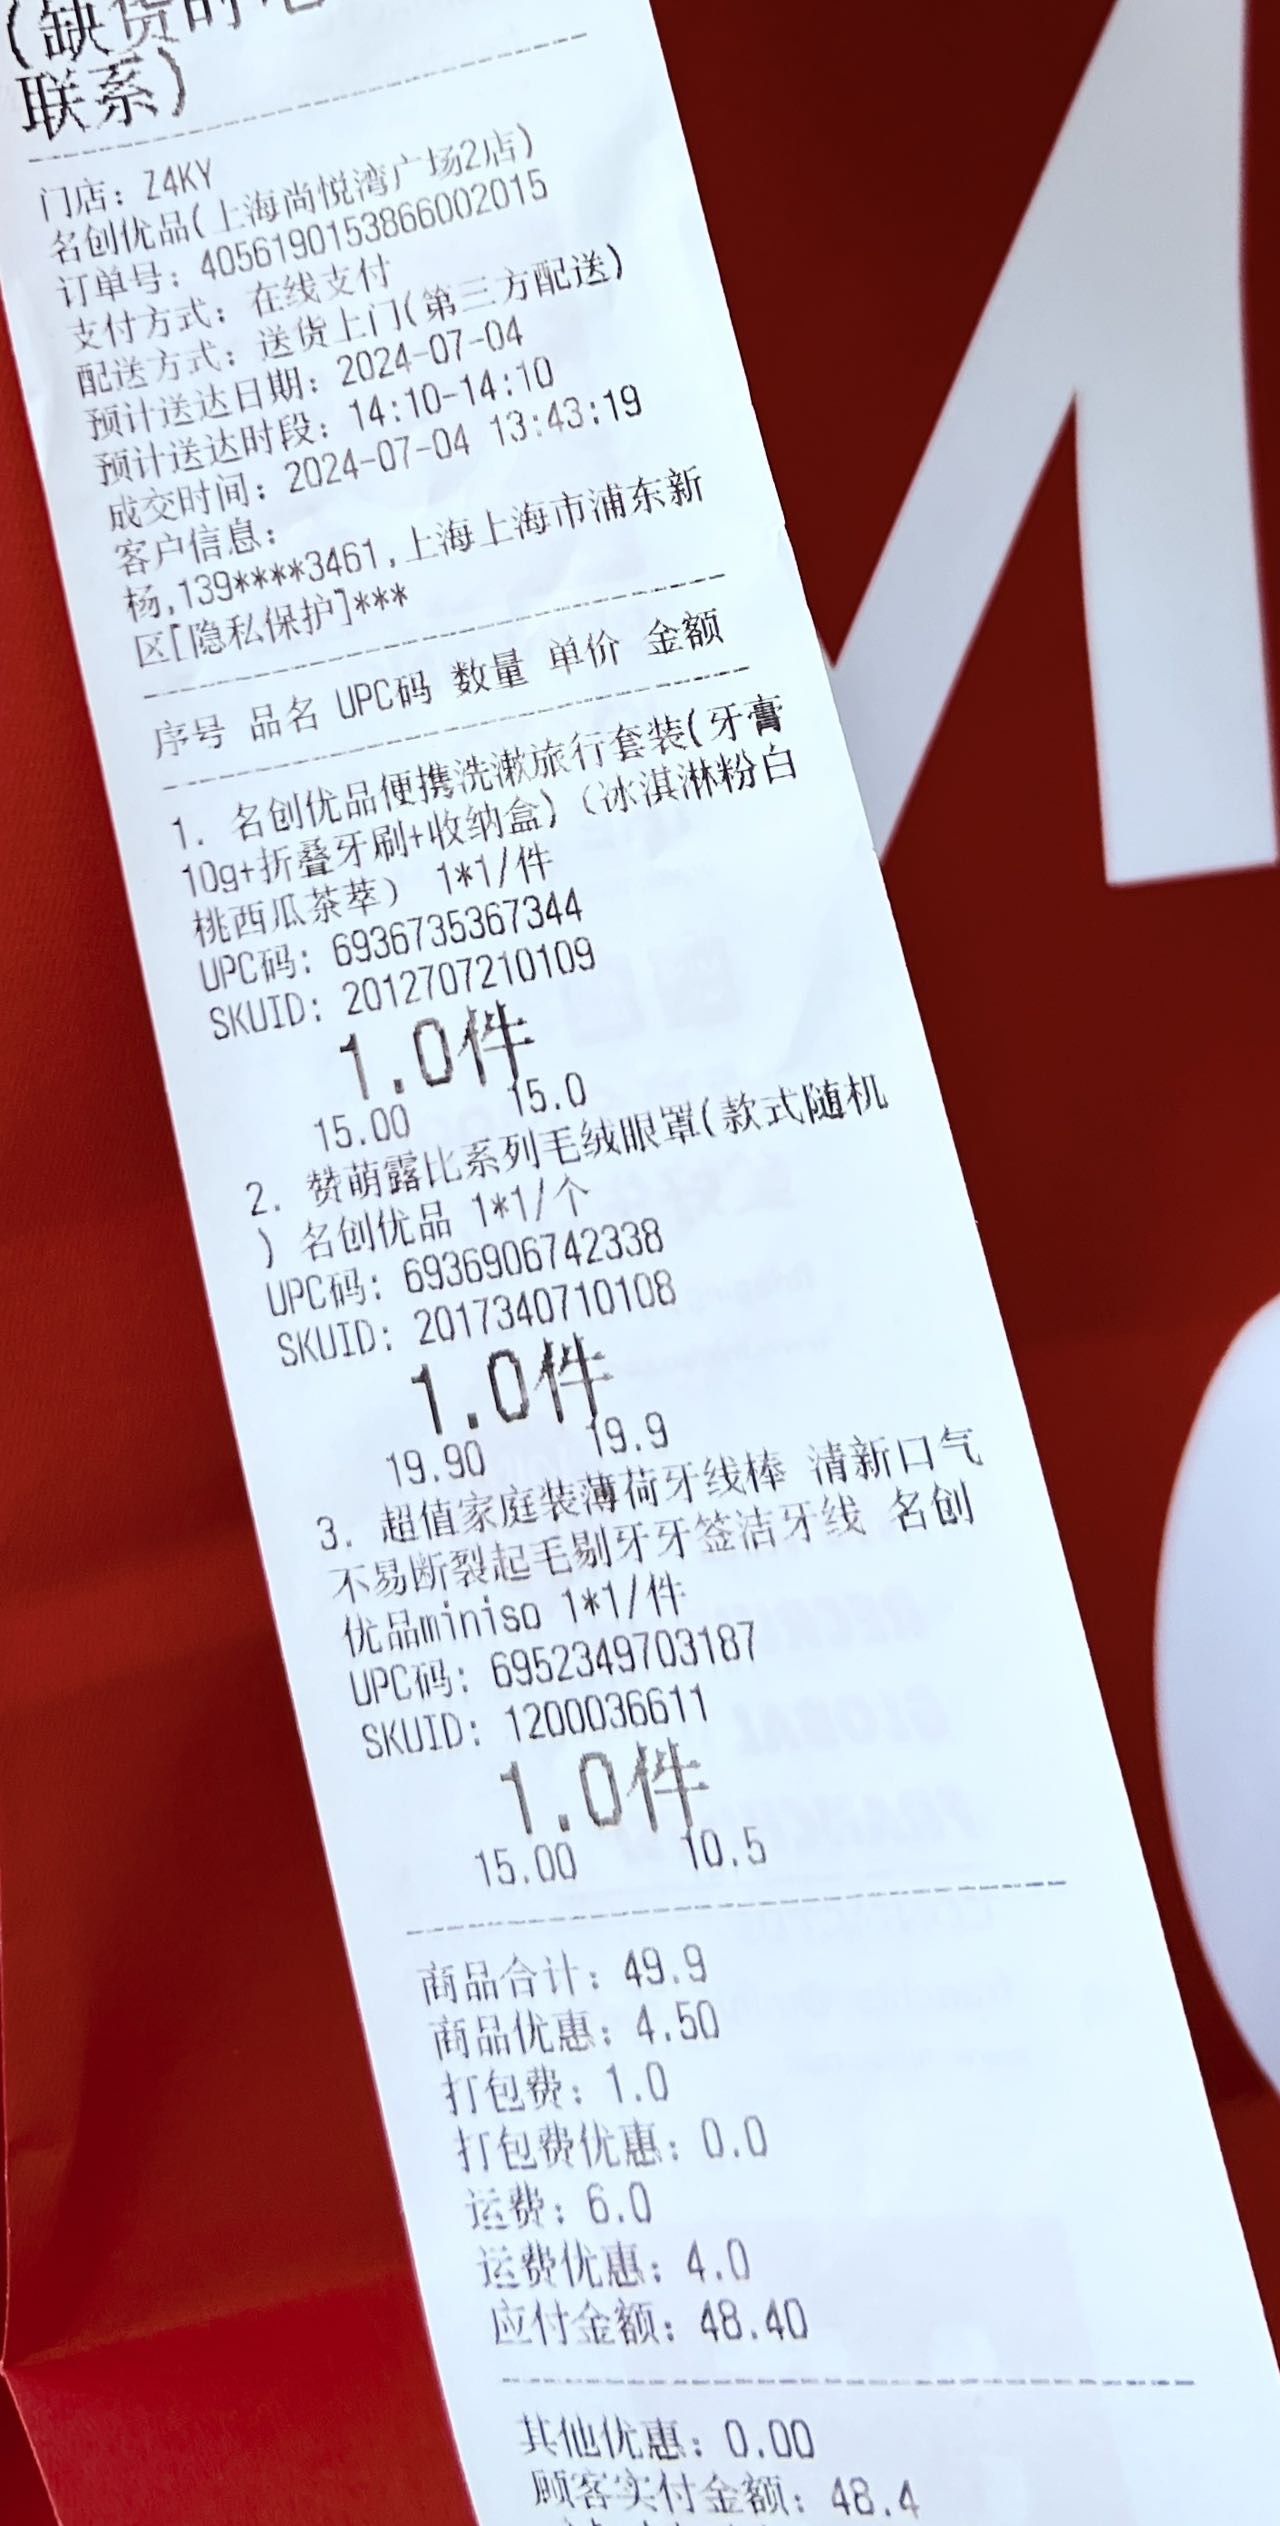 (缺货时电
联系)
门店: Z4KY
名创优品(上海尚悦湾广场2店)
订单号: 4056190153866002015
支付方式: 在线支付
配送方式: 送货上门(第三方配送)
预计送达日期: 2024-07-04
预计送达时段: 14:10-14:10
成交时间: 2024-07-04 13:43:19
客户信息:
杨,139****3461,上海上海市浦东新
区[隐私保护]***
序号 品名 UPC码 数量 单价 金额
1. 名创优品便携洗漱旅行套装(牙膏
10g+折叠牙刷+收纳盒)(冰淇淋粉白
桃西瓜茶萃) 1*1/件
UPC码: 6936735367344
SKUID: 2012707210109
1.0件
15.00 15.0
2. 赞萌露比系列毛绒眼罩(款式随机
) 名创优品 1*1/个
UPC码: 6936906742338
SKUID: 2017340710108
1.0件
19.90 19.9
3. 超值家庭装薄荷牙线棒 清新口气
不易断裂起毛剔牙牙签洁牙线 名创
优品miniso 1*1/件
UPC码: 6952349703187
SKUID: 1200036611
1.0件
15.00 10.5
商品合计: 49.9
商品优惠: 4.50
打包费: 1.0
打包费优惠: 0.0
运费: 6.0
运费优惠: 4.0
应付金额: 48.40
其他优惠: 0.00
顾客实付金额: 48.4